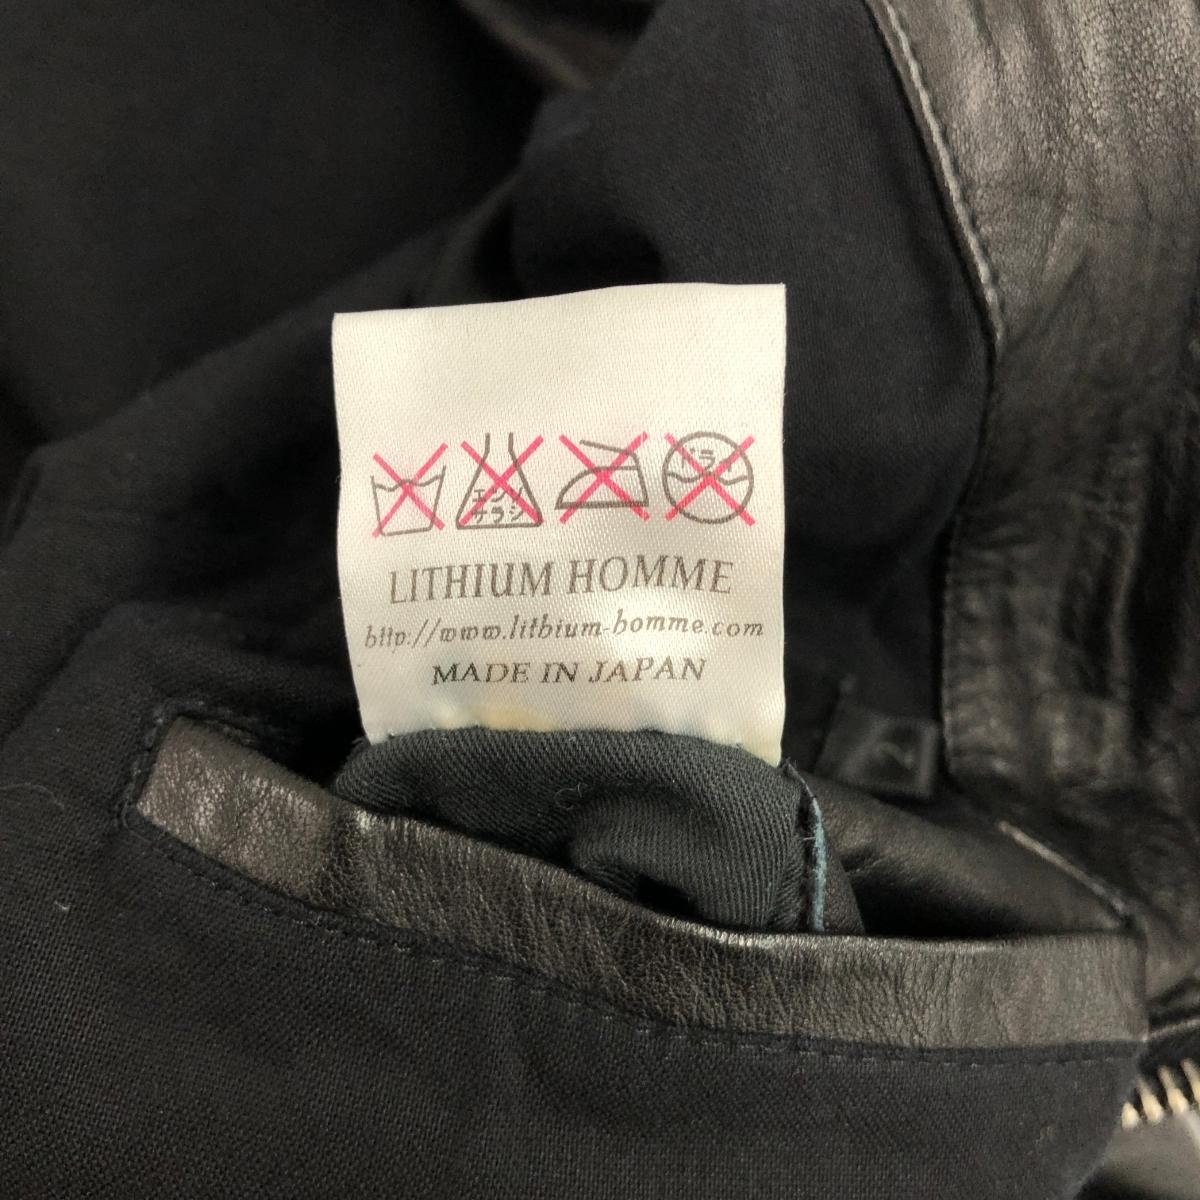 エンソ
サラシ
ドライ
LITHIUM HOMME
http://www.lithium-homme.com
MADE IN JAPAN